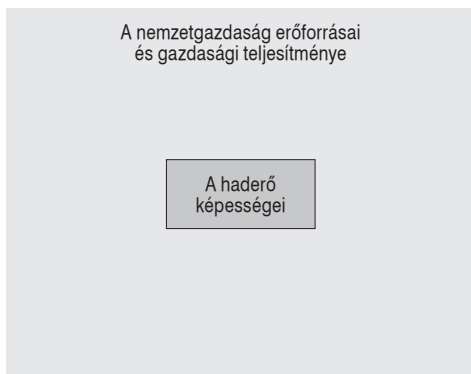 A nemzetgazdaság erőforrásai
és gazdasági teljesítménye
A haderő
képességei